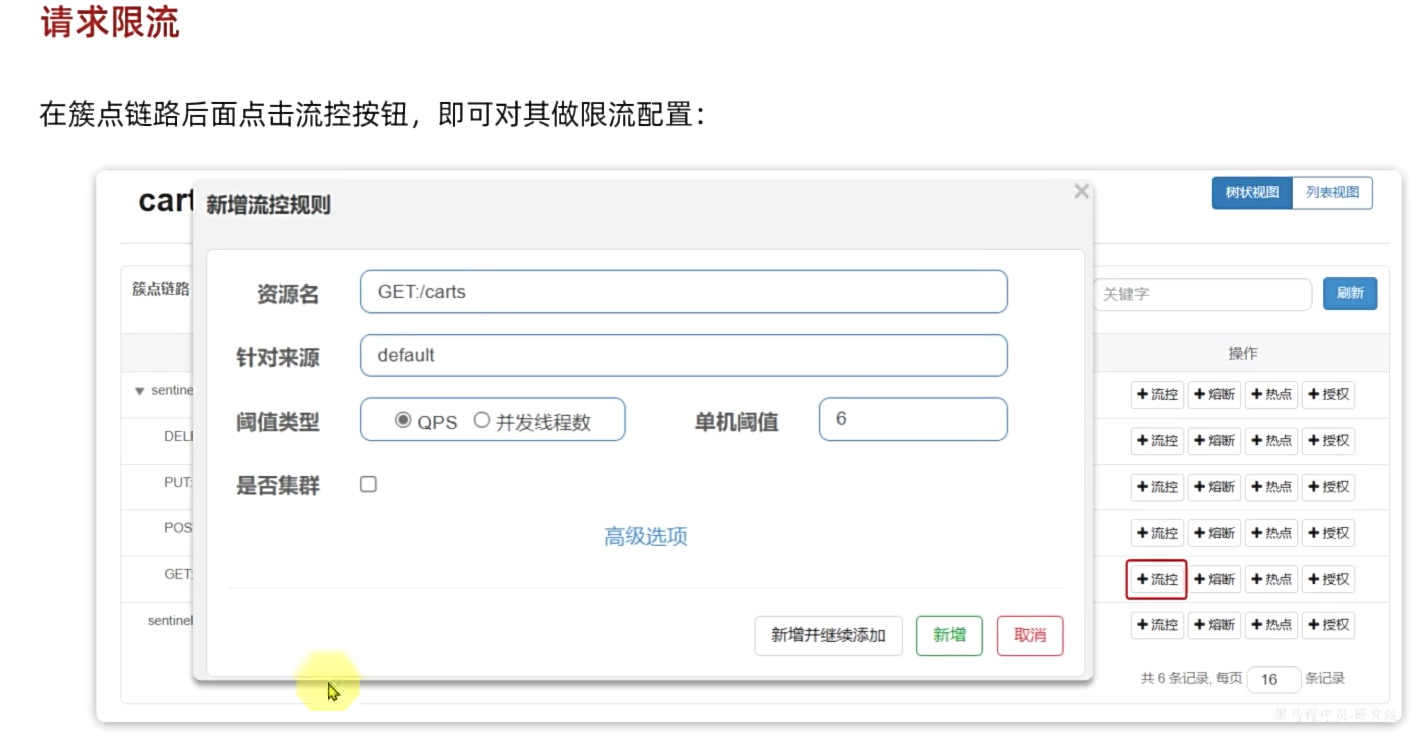 请求限流
在簇点链路后面点击流控按钮，即可对其做限流配置：
cart
新增流控规则
×
树状视图 列表视图
簇点链路
资源名 GET:/carts
关键字 刷新
针对来源 default
操作
sentine
阈值类型 QPS 并发线程数 单机阈值 6
+流控 +熔断 +热点 +授权
DELE
+流控 +熔断 +热点 +授权
PUT:
是否集群
+流控 +熔断 +热点 +授权
POS
高级选项
+流控 +熔断 +热点 +授权
GET:
+流控 +熔断 +热点 +授权
sentinel
+流控 +熔断 +热点 +授权
新增并继续添加 新增 取消
共 6 条记录, 每页 16 条记录
黑马程序员-研究院